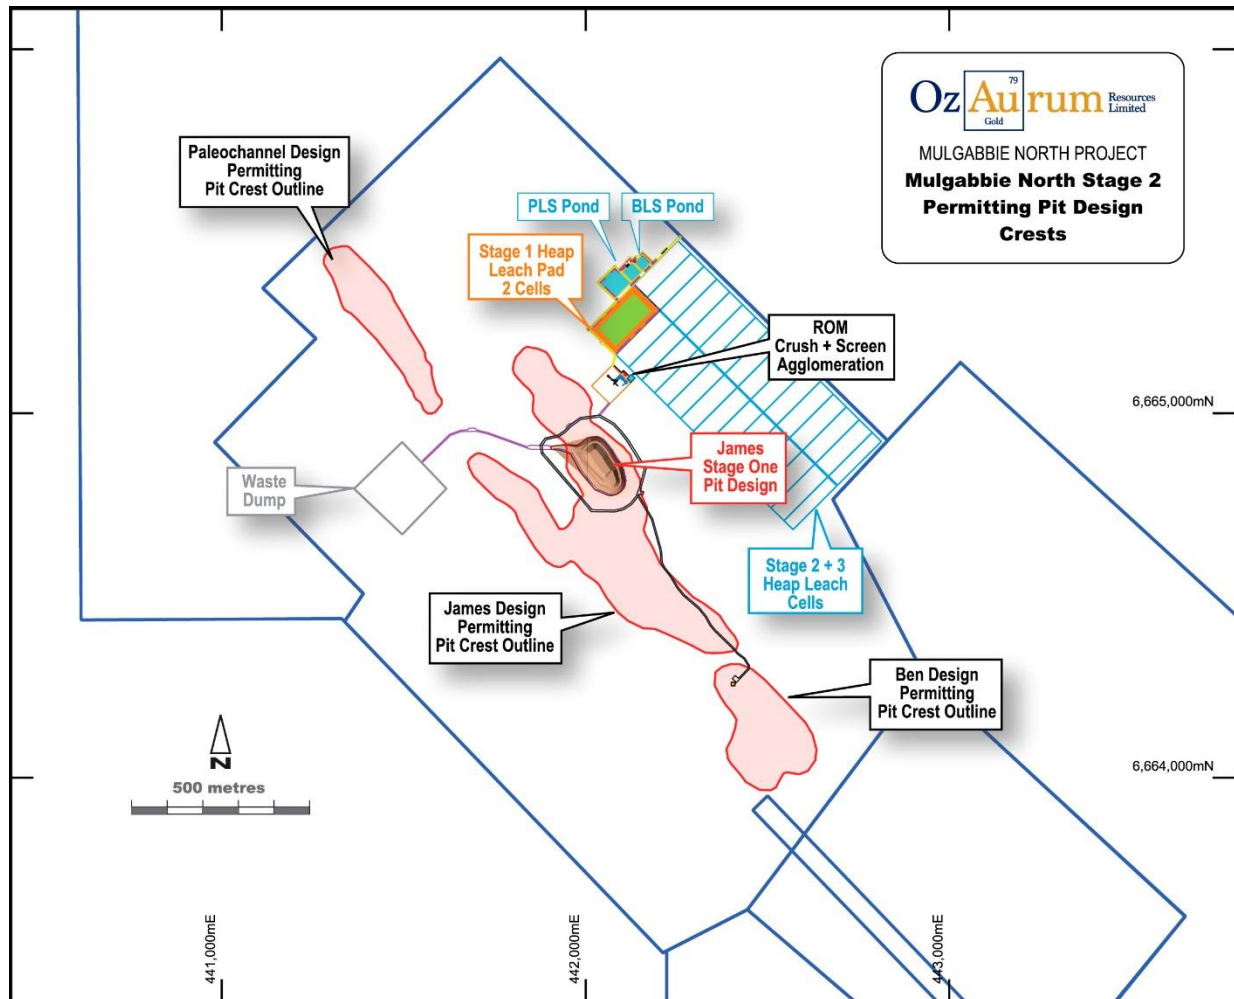 79
Oz Au rum Resources
Limited
Gold
MULGABBIE NORTH PROJECT
Mulgabbie North Stage 2
Permitting Pit Design
Crests
Paleochannel Design
Permitting
Pit Crest Outline
PLS Pond
BLS Pond
Stage 1 Heap
Leach Pad
2 Cells
ROM
Crush + Screen
Agglomeration
6,665,000mN
James
Stage One
Pit Design
Waste
Dump
Stage 2 + 3
Heap Leach
Cells
James Design
Permitting
Pit Crest Outline
Ben Design
Permitting
Pit Crest Outline
N
500 metres
6,664,000mN
441,000mE
442,000mE
443,000mE